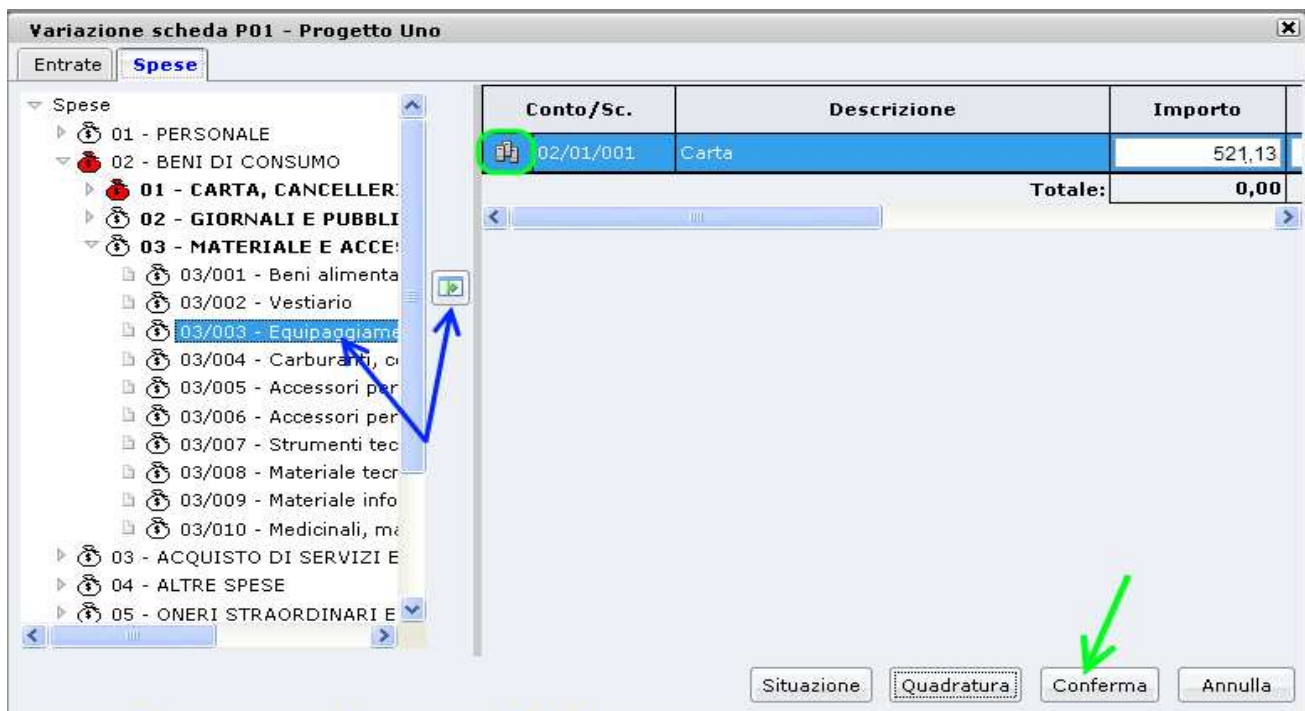 Variazione scheda P01 - Progetto Uno
Entrate Spese
Spese
01 - PERSONALE
02 - BENI DI CONSUMO
01 - CARTA, CANCELLER
02 - GIORNALI E PUBBLI
03 - MATERIALE E ACCE
03/001 - Beni alimenta
03/002 - Vestiario
03/003 - Equipaggiame
03/004 - Carburanti, c
03/005 - Accessori per
03/006 - Accessori per
03/007 - Strumenti tec
03/008 - Materiale tecr
03/009 - Materiale info
03/010 - Medicinali, ma
03 - ACQUISTO DI SERVIZI E
04 - ALTRE SPESE
05 - ONERI STRAORDINARI E
Conto/Sc. Descrizione Importo
02/01/001 Carta 521,13
Totale: 0,00
Situazione Quadratura Conferma Annulla